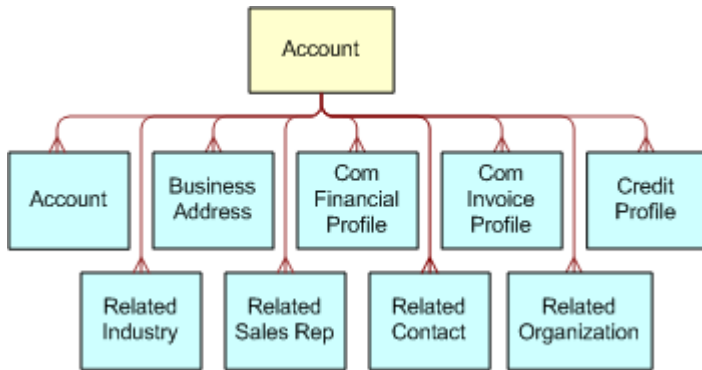 Account
Account
Business
Address
Com
Financial
Profile
Com
Invoice
Profile
Credit
Profile
Related
Industry
Related
Sales Rep
Related
Contact
Related
Organization